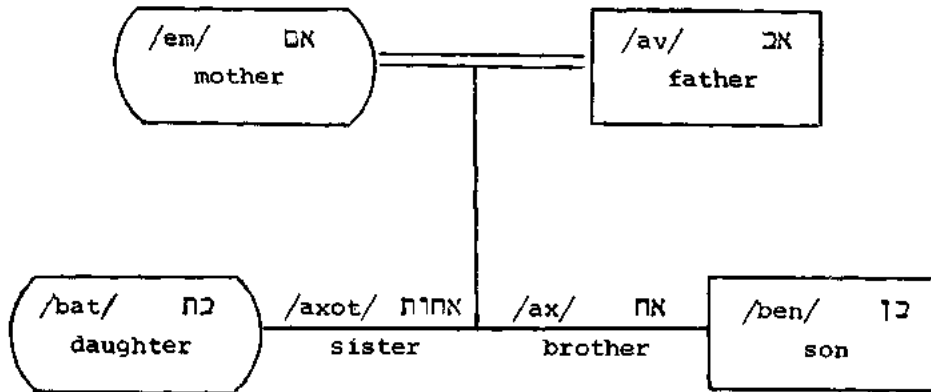 /em/ אם
mother
/av/ אב
father
/bat/ בת
daughter
/axot/ אחות
sister
/ax/ אח
brother
/ben/ בן
son